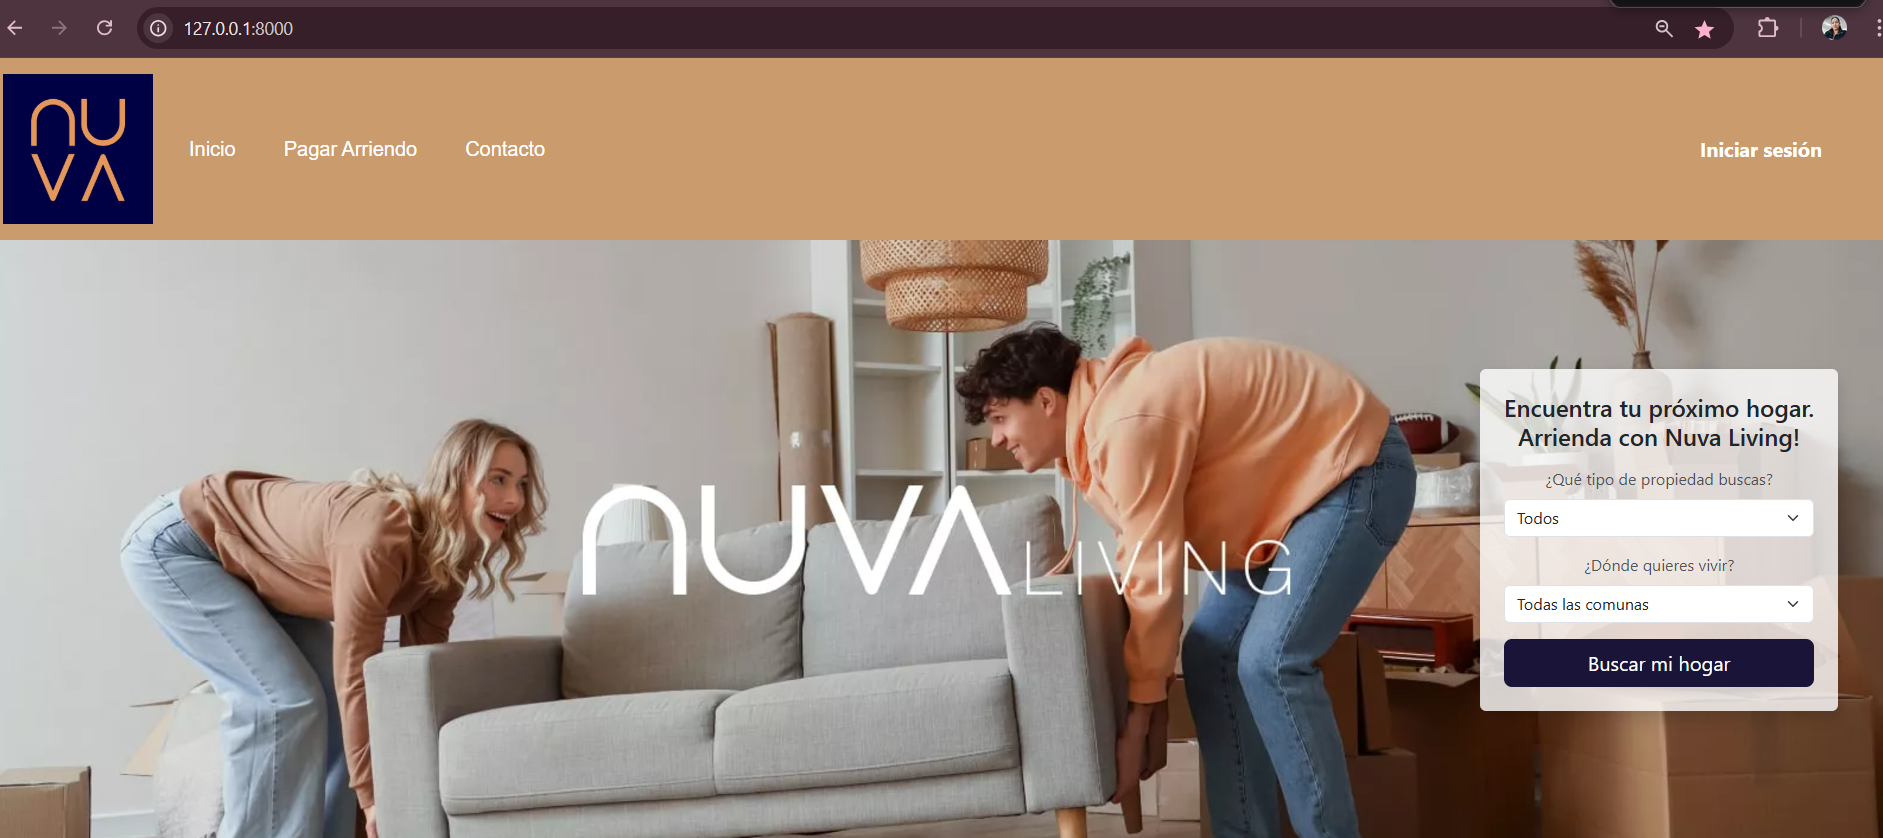 127.0.0.1:8000
NU
VA
Inicio
Pagar Arriendo
Contacto
Iniciar sesión
NUVA LIVING
Encuentra tu próximo hogar.
Arrienda con Nuva Living!
¿Qué tipo de propiedad buscas?
Todos
¿Dónde quieres vivir?
Todas las comunas
Buscar mi hogar